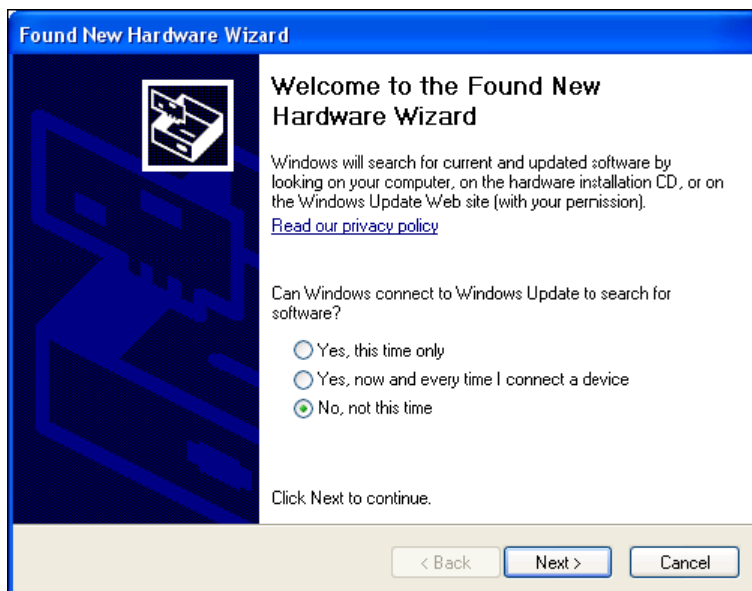 Found New Hardware Wizard
Welcome to the Found New
Hardware Wizard
Windows will search for current and updated software by
looking on your computer, on the hardware installation CD, or on
the Windows Update Web site (with your permission).
Read our privacy policy
Can Windows connect to Windows Update to search for
software?
Yes, this time only
Yes, now and every time I connect a device
No, not this time
Click Next to continue.
< Back
Next >
Cancel